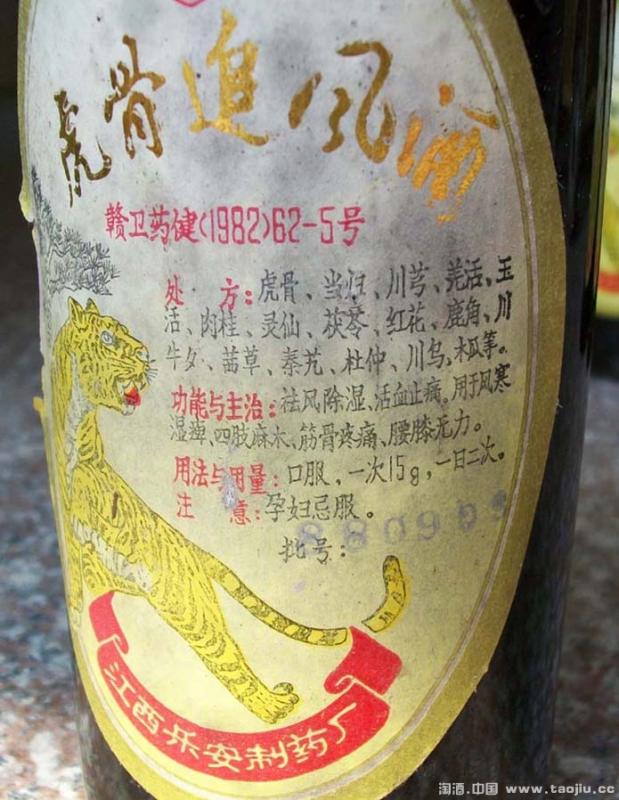 虎骨追风酒
赣卫药健(1982)62-5号
处 方:虎骨、当归、川芎、羌活、玉
活、肉桂、灵仙、茯苓、红花、鹿角、川
牛夕、茜草、秦艽、杜仲、川乌、木瓜等。
功能与主治:祛风除湿、活血止痛。用于风寒
湿痹、四肢麻木、筋骨疼痛、腰膝无力。
用法与用量:口服,一次15g,一日二次。
注 意:孕妇忌服。
批号:
江西乐安制药厂
淘酒.中国 www.taojiu.cc